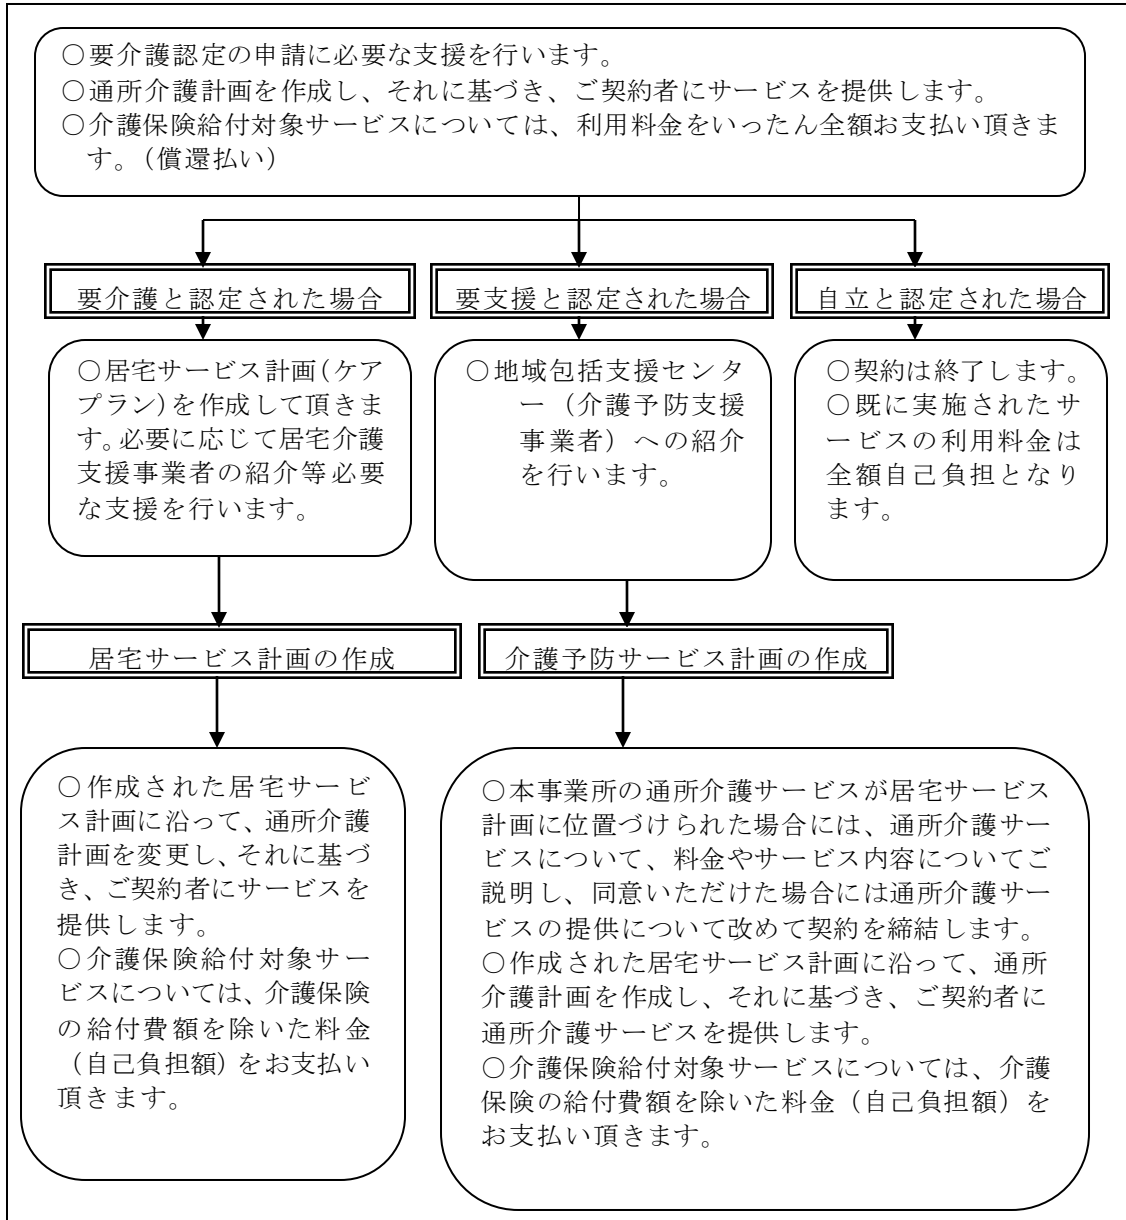 ○要介護認定の申請に必要な支援を行います。
○通所介護計画を作成し、それに基づき、ご契約者にサービスを提供します。
○介護保険給付対象サービスについては、利用料金をいったん全額お支払い頂きま
す。（償還払い）
要介護と認定された場合
要支援と認定された場合
自立と認定された場合
○居宅サービス計画（ケア
プラン）を作成して頂きま
す。必要に応じて居宅介護
支援事業者の紹介等必要
な支援を行います。
○地域包括支援センタ
ー（介護予防支援
事業者）への紹介
を行います。
○契約は終了します。
○既に実施されたサ
ービスの利用料金は
全額自己負担となり
ます。
居宅サービス計画の作成
介護予防サービス計画の作成
○作成された居宅サービ
ス計画に沿って、通所介護
計画を変更し、それに基づ
き、ご契約者にサービスを
提供します。
○介護保険給付対象サー
ビスについては、介護保険
の給付費額を除いた料金
（自己負担額）をお支払い
頂きます。
○本事業所の通所介護サービスが居宅サービス
計画に位置づけられた場合には、通所介護サー
ビスについて、料金やサービス内容についてご
説明し、同意いただけた場合には通所介護サー
ビスの提供について改めて契約を締結します。
○作成された居宅サービス計画に沿って、通所
介護計画を作成し、それに基づき、ご契約者に
通所介護サービスを提供します。
○介護保険給付対象サービスについては、介護
保険の給付費額を除いた料金（自己負担額）を
お支払い頂きます。